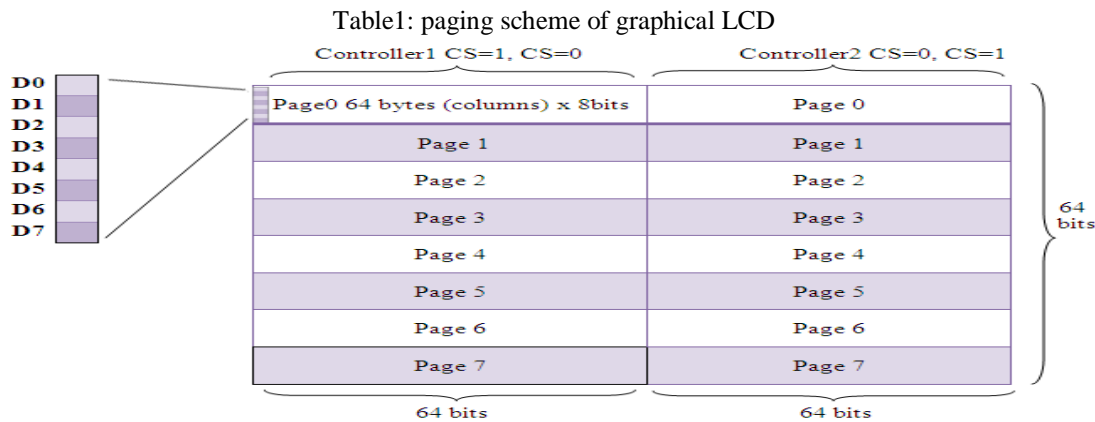 Table1: paging scheme of graphical LCD
Controller1 CS=1, CS=0
Controller2 CS=0, CS=1
D0
D1
D2
D3
D4
D5
D6
D7
Page0 64 bytes (columns) x 8bits
Page 0
Page 1
Page 1
Page 2
Page 2
Page 3
Page 3
Page 4
Page 4
Page 5
Page 5
Page 6
Page 6
Page 7
Page 7
64
bits
64 bits
64 bits